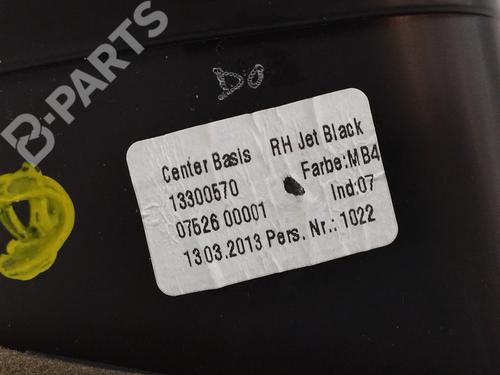 B-PARTS
DO
Center Basis RH Jet Black
13300570 Farbe:MB4
07526 00001 Ind:07
13.03.2013 Pers. Nr.: 1022